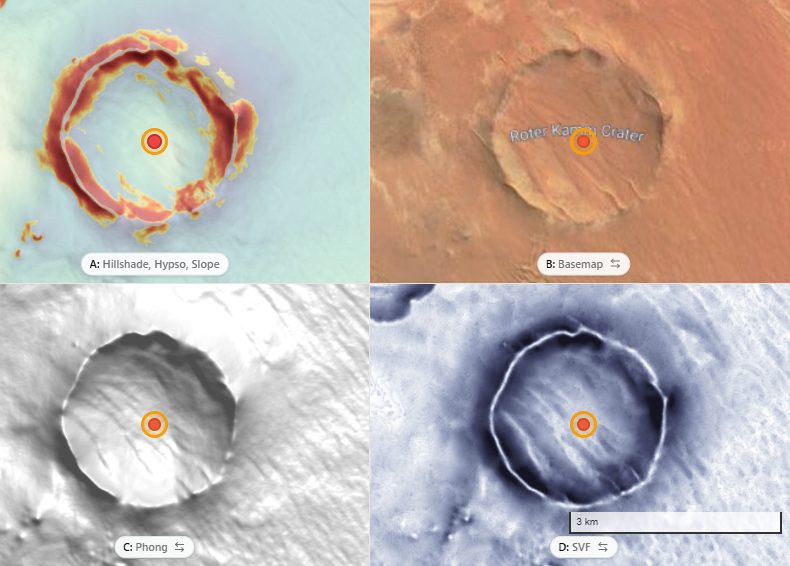 Roter Kamm Crater
A: Hillshade, Hypso, Slope
B: Basemap
3 km
C: Phong
D: SVF